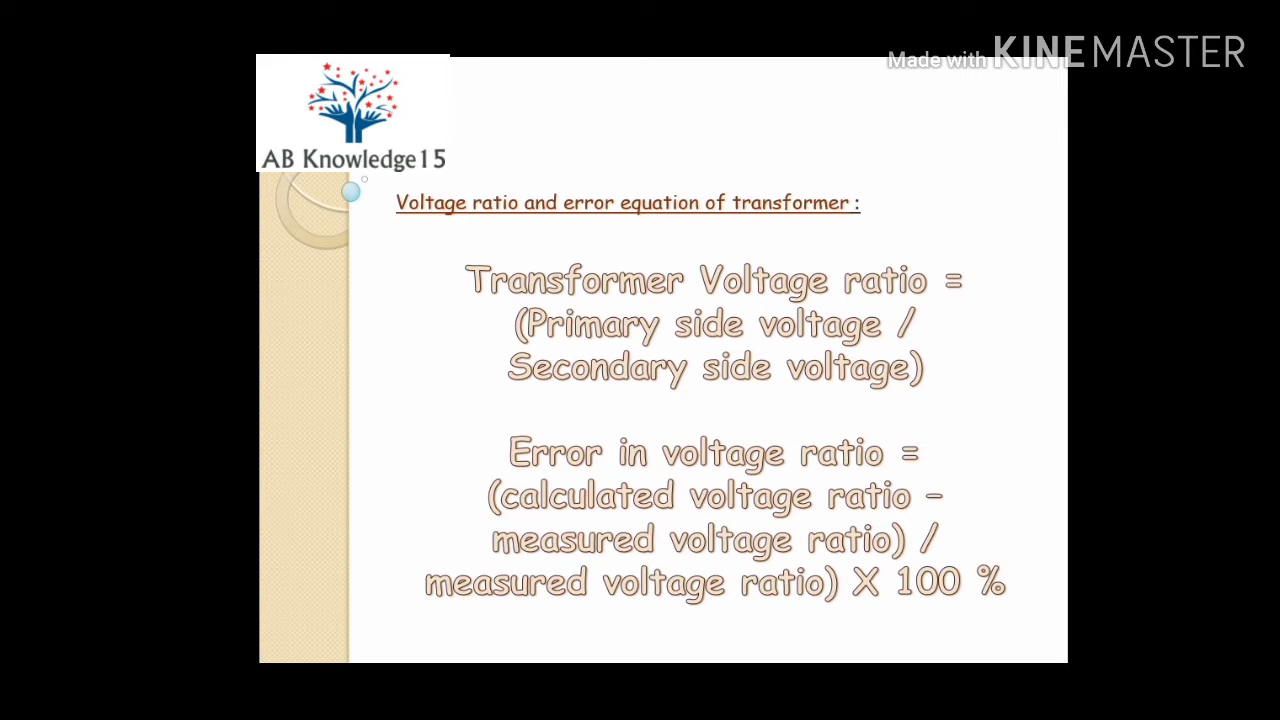 Made with KINEMASTER
AB Knowledge15
Voltage ratio and error equation of transformer :
Transformer Voltage ratio =
(Primary side voltage /
Secondary side voltage)
Error in voltage ratio =
(calculated voltage ratio –
measured voltage ratio) /
measured voltage ratio) X 100 %